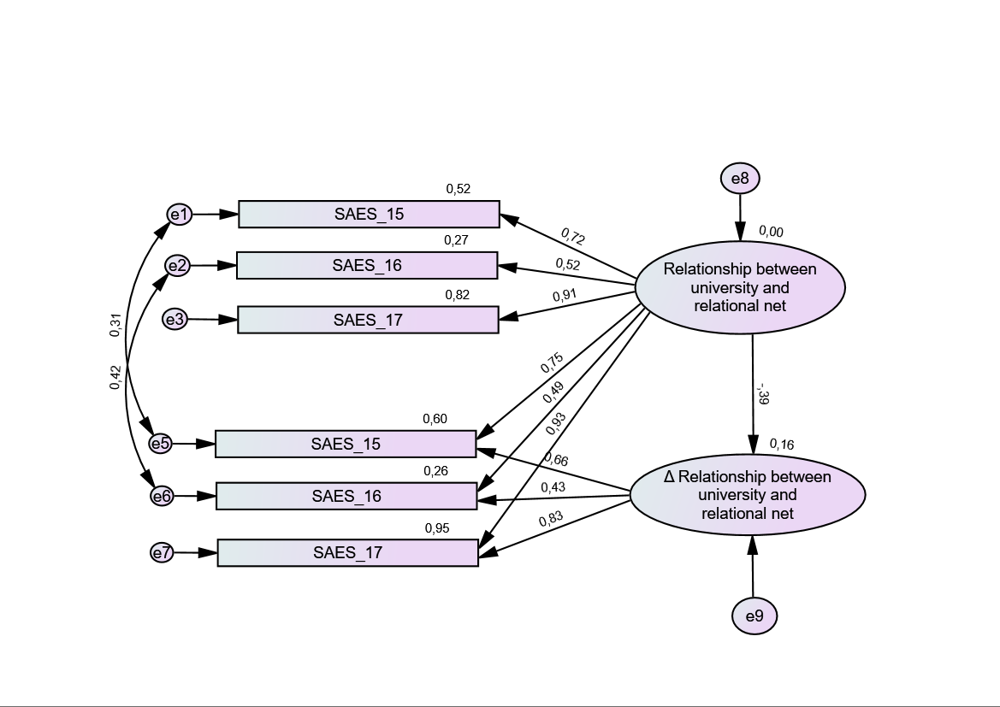 e8
0,00
0,52
e1
SAES_15
0,72
0,27
e2
SAES_16
0,52
Relationship between
university and
relational net
0,82
e3
SAES_17
0,91
0,31
0,42
0,75
0,49
0,93
-,39
0,60
e5
SAES_15
0,66
0,16
0,26
e6
SAES_16
0,43
Δ Relationship between
university and
relational net
0,95
e7
SAES_17
0,83
e9